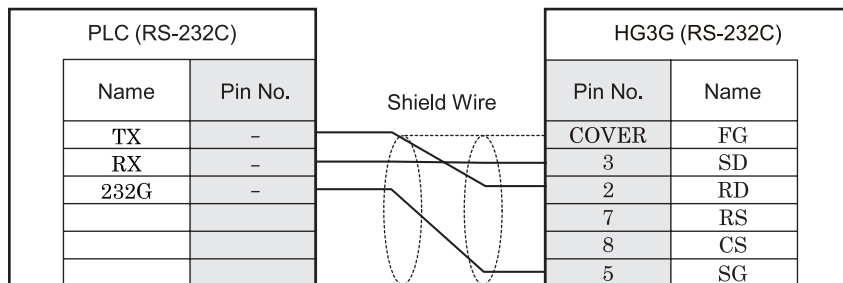 PLC (RS-232C) HG3G (RS-232C)
Name Pin No. Shield Wire Pin No. Name
TX – COVER FG
RX – 3 SD
232G – 2 RD
7 RS
8 CS
5 SG